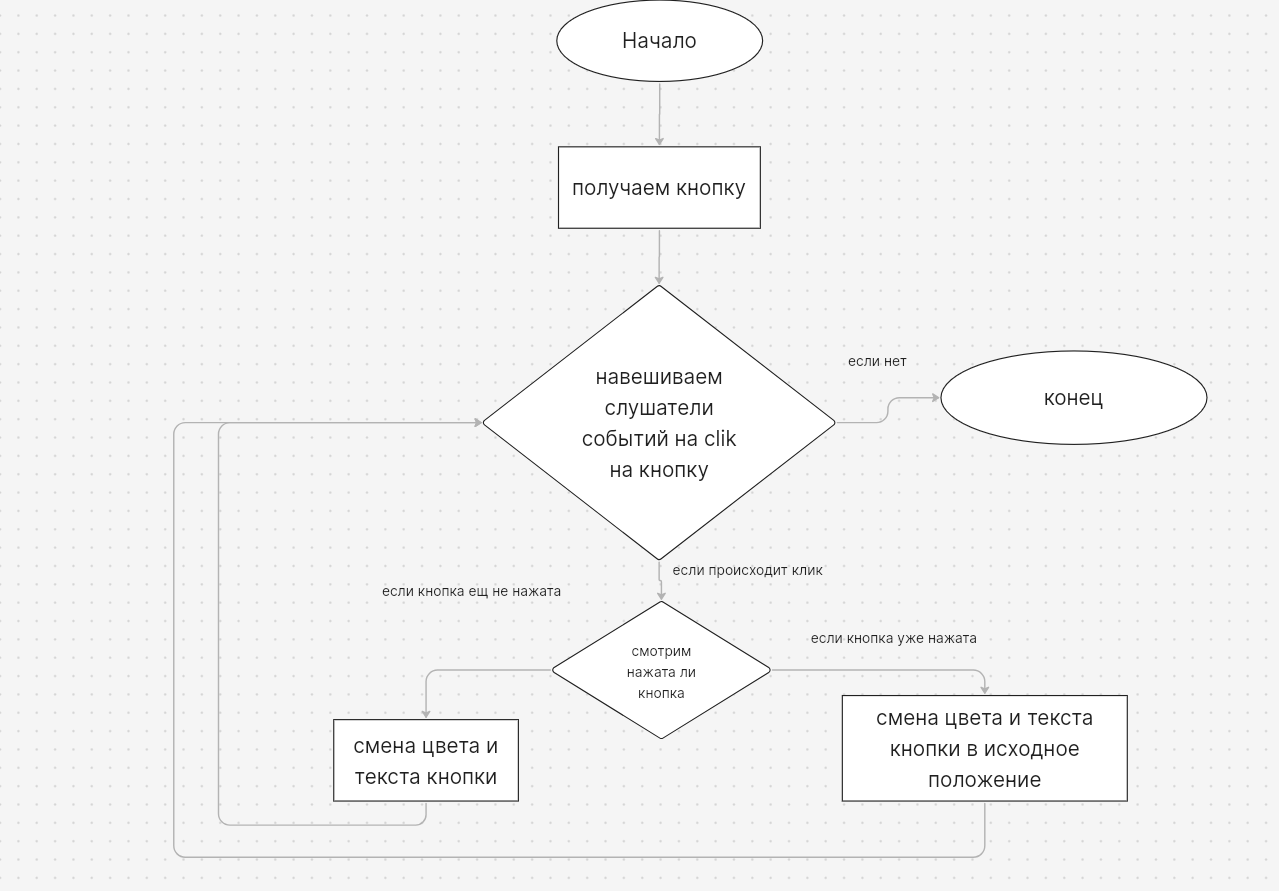 Начало
получаем кнопку
навешиваем
слушатели
событий на clik
на кнопку
если нет
конец
если происходит клик
если кнопка ещ не нажата
если кнопка уже нажата
смотрим
нажата ли
кнопка
смена цвета и
текста кнопки
смена цвета и текста
кнопки в исходное
положение